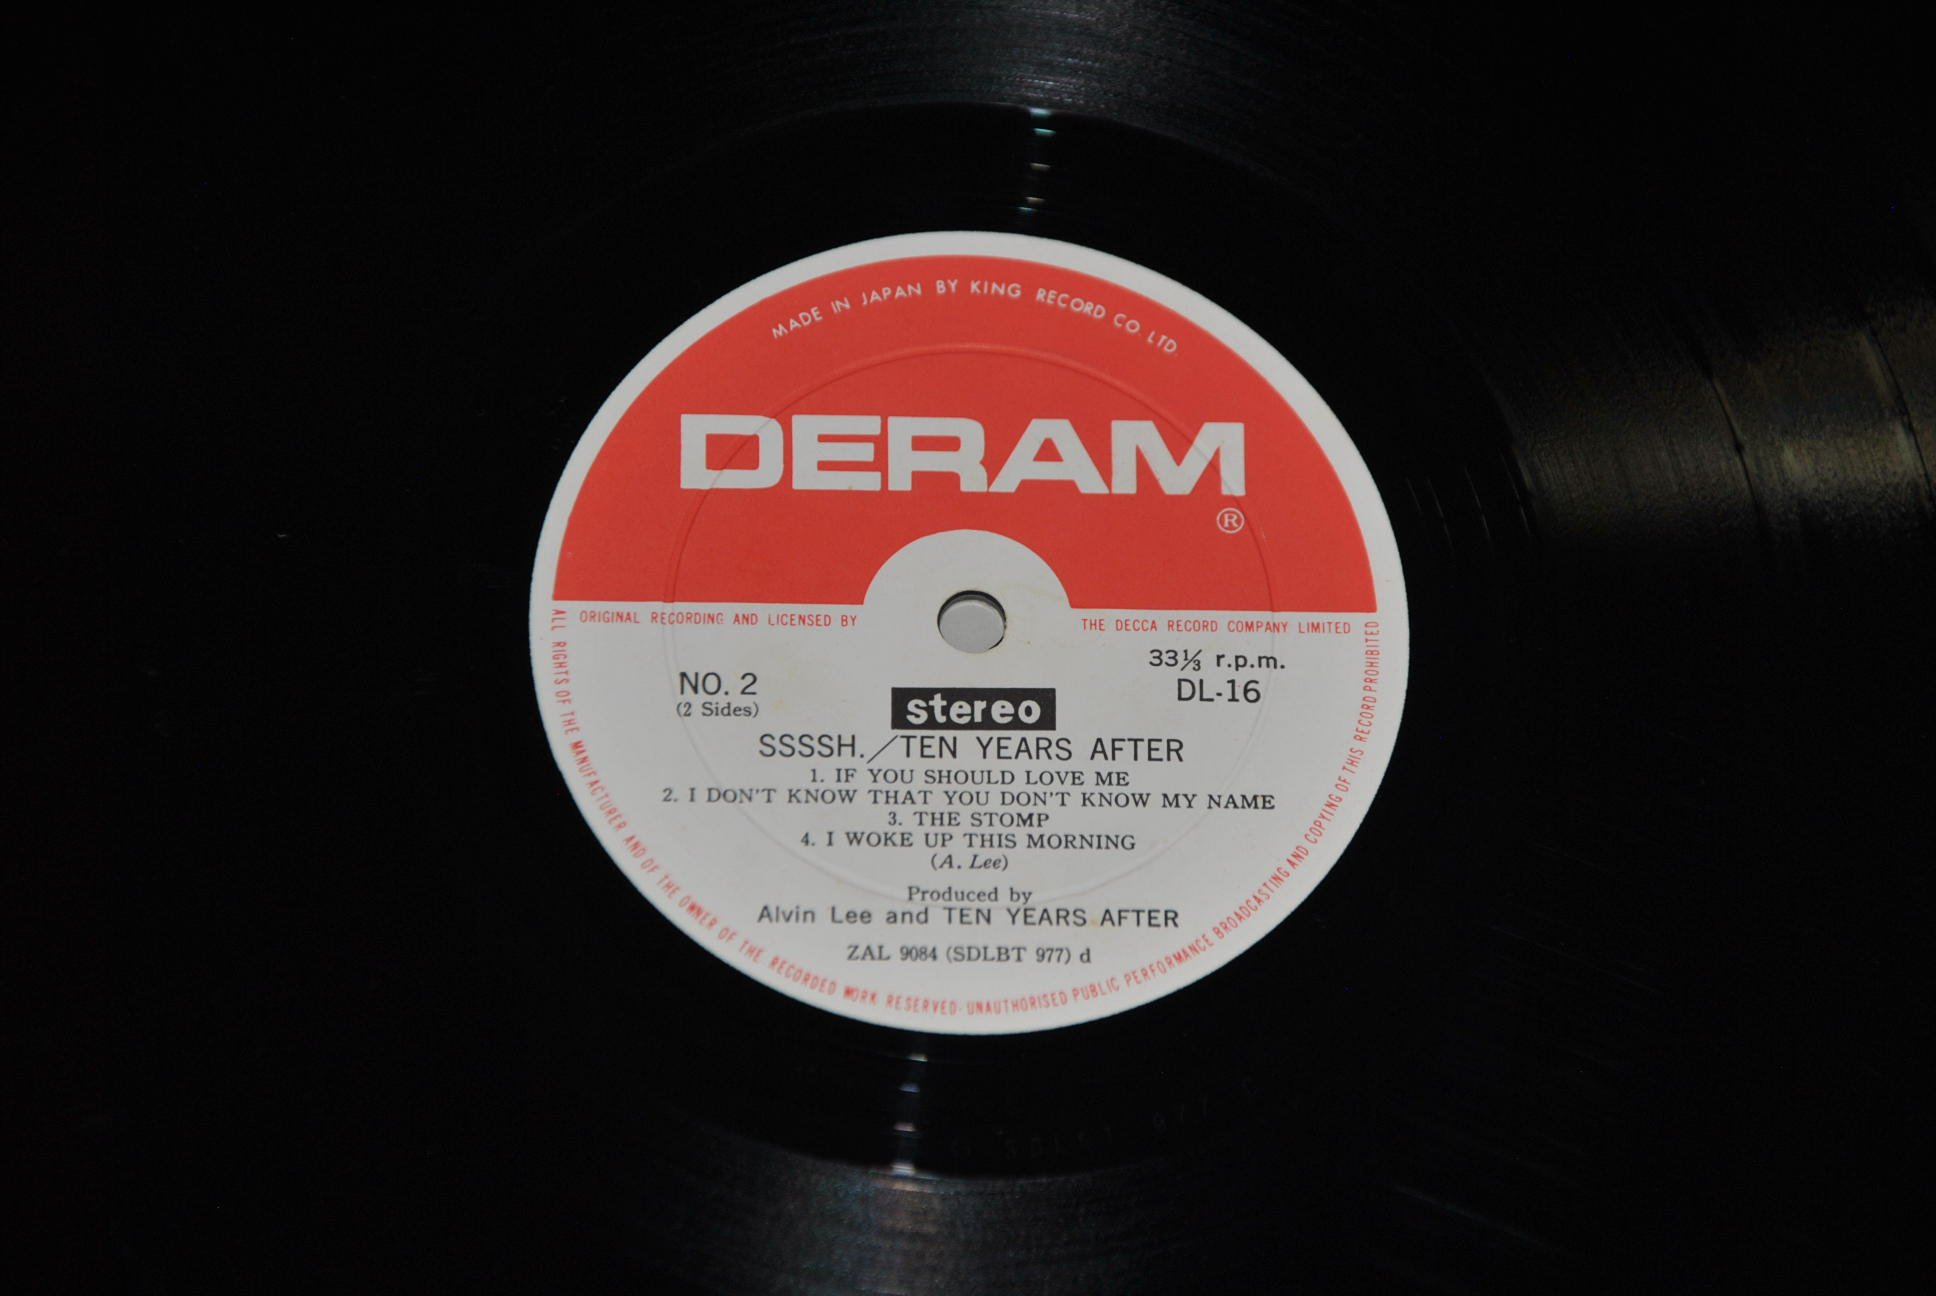 MADE IN JAPAN BY KING RECORD CO. LTD.
DERAM
®
ORIGINAL RECORDING AND LICENSED BY THE DECCA RECORD COMPANY LIMITED
33⅓ r.p.m.
NO. 2
DL-16
(2 Sides)
stereo
SSSSH./TEN YEARS AFTER
1. IF YOU SHOULD LOVE ME
2. I DON'T KNOW THAT YOU DON'T KNOW MY NAME
3. THE STOMP
4. I WOKE UP THIS MORNING
(A. Lee)
Produced by
Alvin Lee and TEN YEARS AFTER
ZAL 9084 (SDLBT 977) d
ALL RIGHTS OF THE MANUFACTURER AND OF THE OWNER OF THE RECORDED WORK RESERVED· UNAUTHORISED PUBLIC PERFORMANCE BROADCASTING AND COPYING OF THIS RECORD PROHIBITED